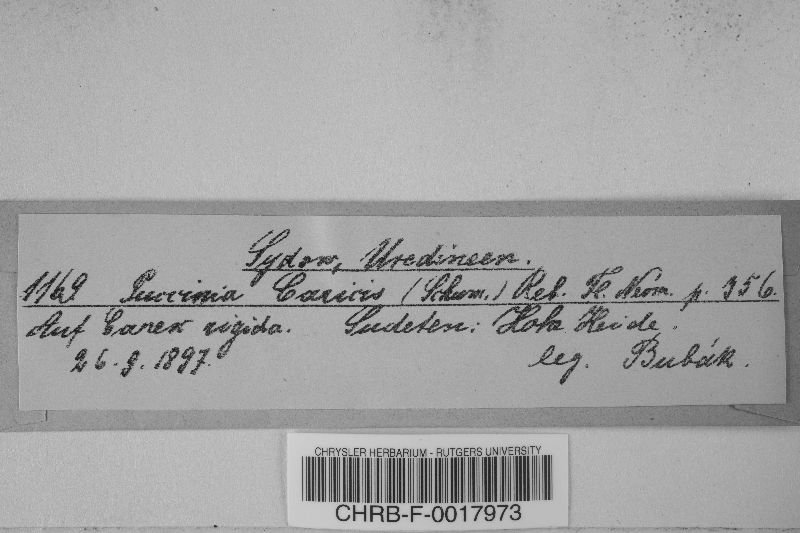 Sydow, Uredineen.
1169 Puccinia Caricis (Schum.) Reb. Fl. Neom. p. 356.
Auf Carex rigida. Sudeten: Hohe Heide.
26.9.1897. leg. Bubák.
CHRYSLER HERBARIUM - RUTGERS UNIVERSITY
CHRB-F-0017973